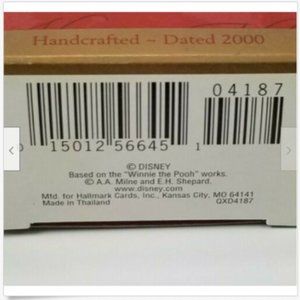 Handcrafted ~ Dated 2000
04187
0 15012 56645 1
© DISNEY
Based on the "Winnie the Pooh" works.
© A.A. Milne and E.H. Shepard.
www.disney.com
Mfd. for Hallmark Cards, Inc., Kansas City, MO 64141
Made in Thailand QXD4187